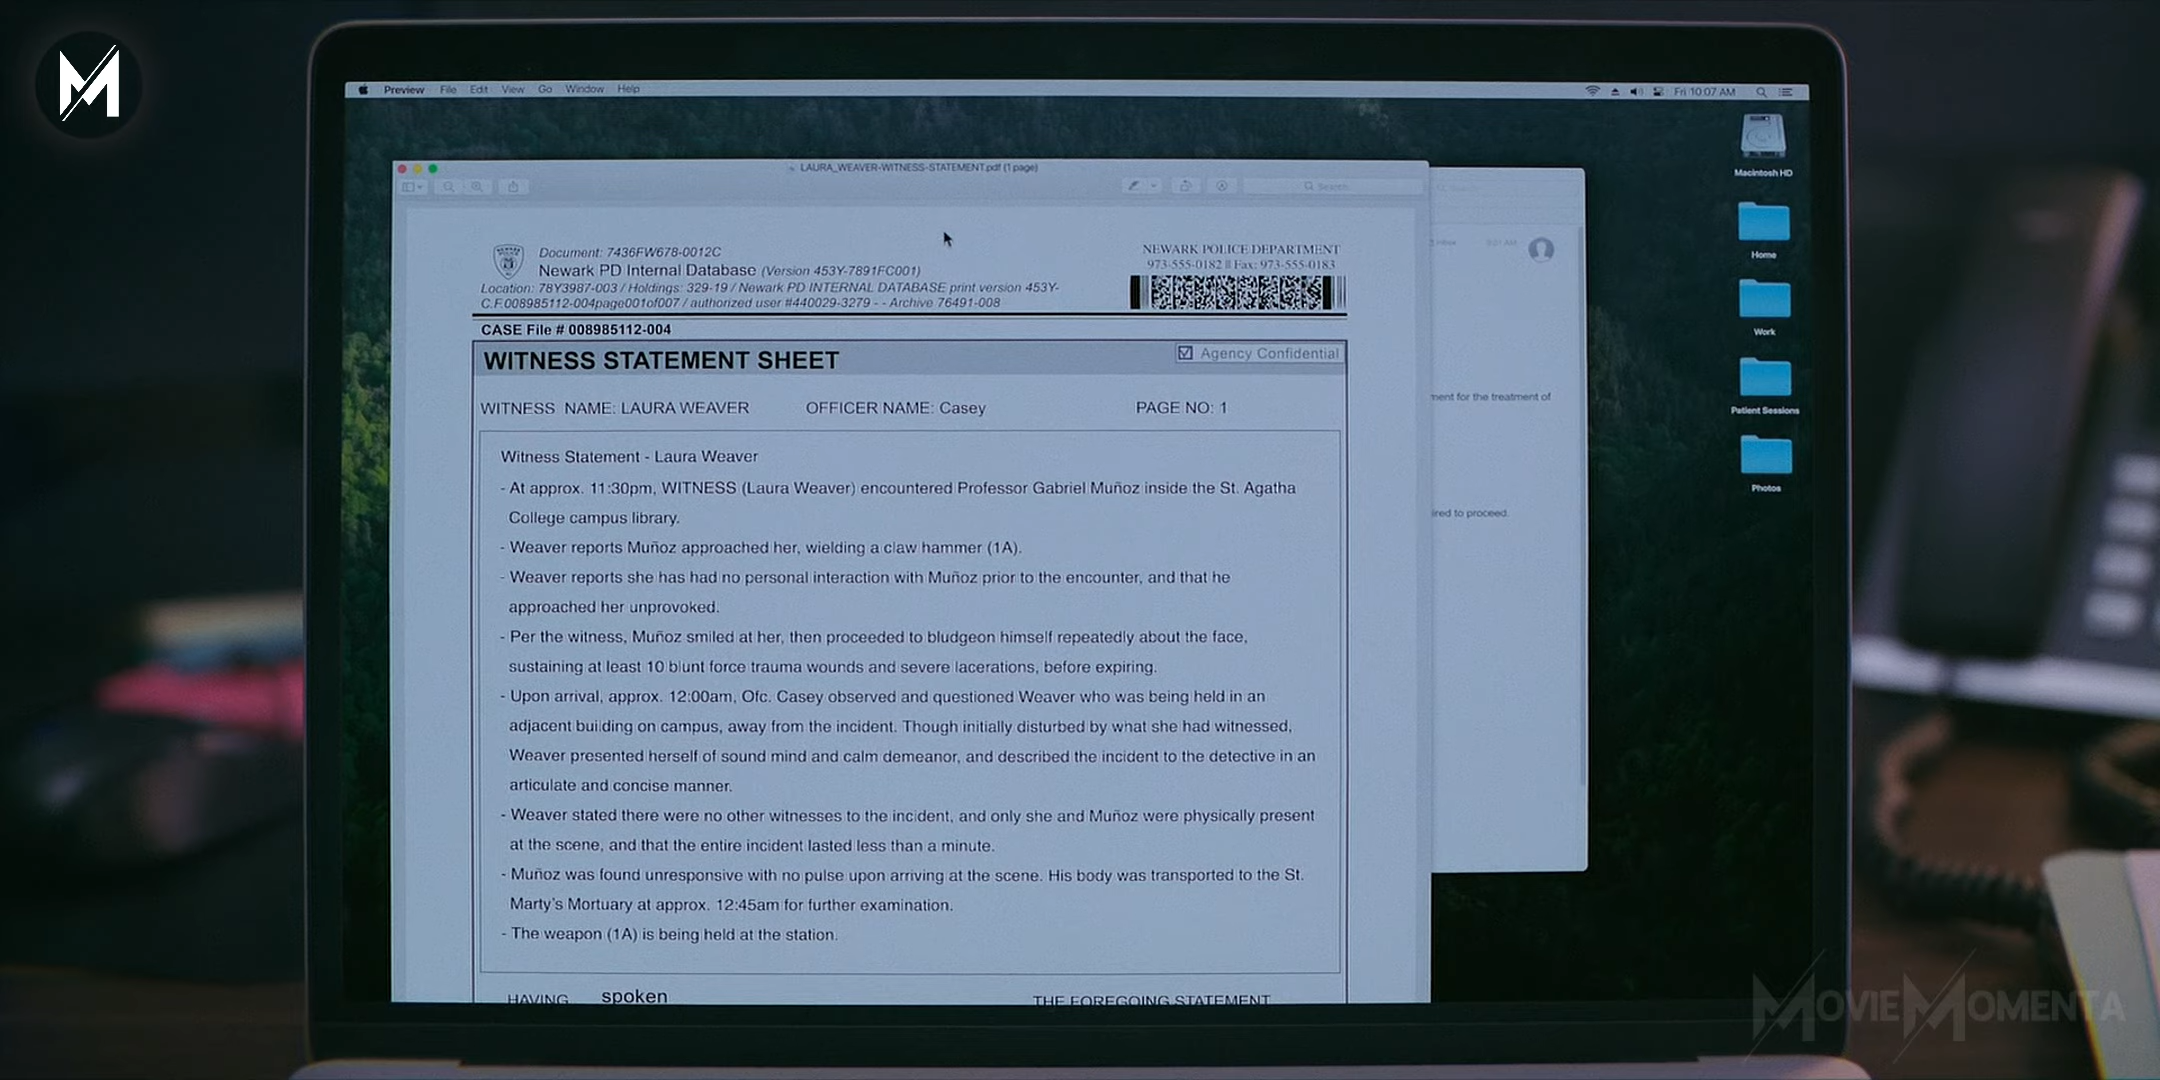 M
Preview File Edit View Go Window Help
Fri 10:07 AM
LAURA_WEAVER-WITNESS-STATEMENT.pdf (1 page)
Search
Macintosh HD
Home
Work
Patient Sessions
Photos
Document: 7436FW678-0012C
Newark PD Internal Database (Version 453Y-7891FC001)
Location: 78Y3987-003 / Holdings: 329-19 / Newark PD INTERNAL DATABASE print version 453Y-
C.F.008985112-004page001of007 / authorized user #440029-3279 - - Archive 76491-008
NEWARK POLICE DEPARTMENT
973-555-0182 || Fax: 973-555-0183
CASE File # 008985112-004
WITNESS STATEMENT SHEET
Agency Confidential
WITNESS NAME: LAURA WEAVER OFFICER NAME: Casey PAGE NO: 1
Witness Statement - Laura Weaver
- At approx. 11:30pm, WITNESS (Laura Weaver) encountered Professor Gabriel Muñoz inside the St. Agatha
College campus library.
- Weaver reports Muñoz approached her, wielding a claw hammer (1A).
- Weaver reports she has had no personal interaction with Muñoz prior to the encounter, and that he
approached her unprovoked.
- Per the witness, Muñoz smiled at her, then proceeded to bludgeon himself repeatedly about the face,
sustaining at least 10 blunt force trauma wounds and severe lacerations, before expiring.
- Upon arrival, approx. 12:00am, Ofc. Casey observed and questioned Weaver who was being held in an
adjacent building on campus, away from the incident. Though initially disturbed by what she had witnessed,
Weaver presented herself of sound mind and calm demeanor, and described the incident to the detective in an
articulate and concise manner.
- Weaver stated there were no other witnesses to the incident, and only she and Muñoz were physically present
at the scene, and that the entire incident lasted less than a minute.
- Muñoz was found unresponsive with no pulse upon arriving at the scene. His body was transported to the St.
Marty's Mortuary at approx. 12:45am for further examination.
- The weapon (1A) is being held at the station.
HAVING spoken THE FOREGOING STATEMENT
ment for the treatment of
ired to proceed.
MOVIEMOMENTA